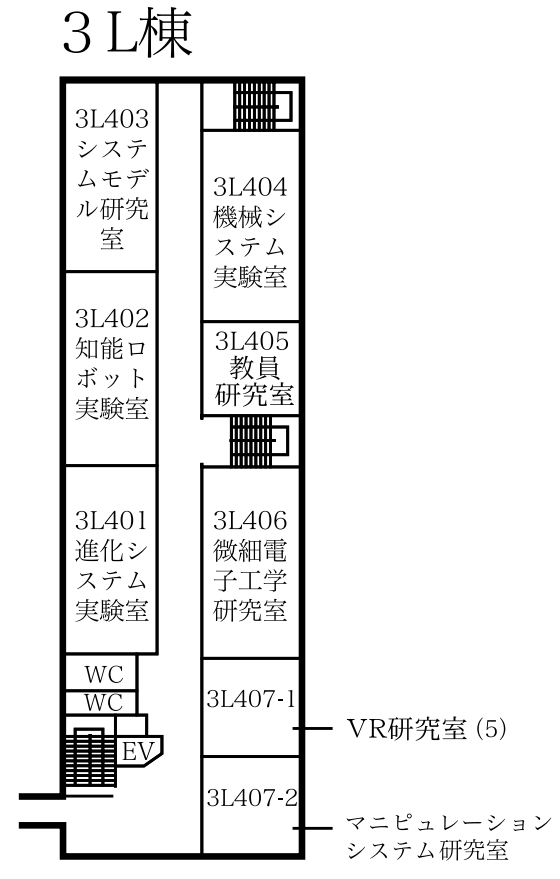 3L棟
3L403
システ
ムモデ
ル研究
室
3L402
知能ロ
ボット
実験室
3L401
進化シ
ステム
実験室
WC
WC
EV
3L404
機械シ
ステム
実験室
3L405
教員
研究室
3L406
微細電
子工学
研究室
3L407-1
VR研究室 (5)
3L407-2
マニピュレーション
システム研究室